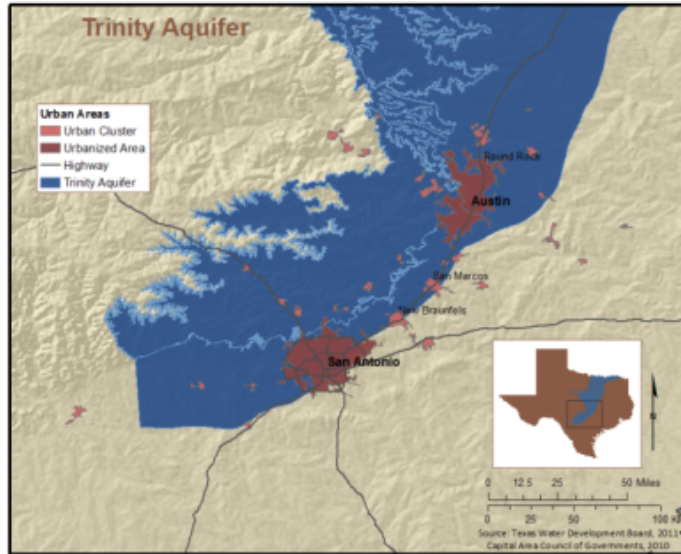 Trinity Aquifer
Urban Areas
Urban Cluster
Urbanized Area
Highway
Trinity Aquifer
Round Rock
Austin
San Marcos
New Braunfels
San Antonio
N
0 12.5 25 50 Miles
0 25 50 100
Source: Texas Water Development Board, 2011
Capital Area Council of Governments, 2010